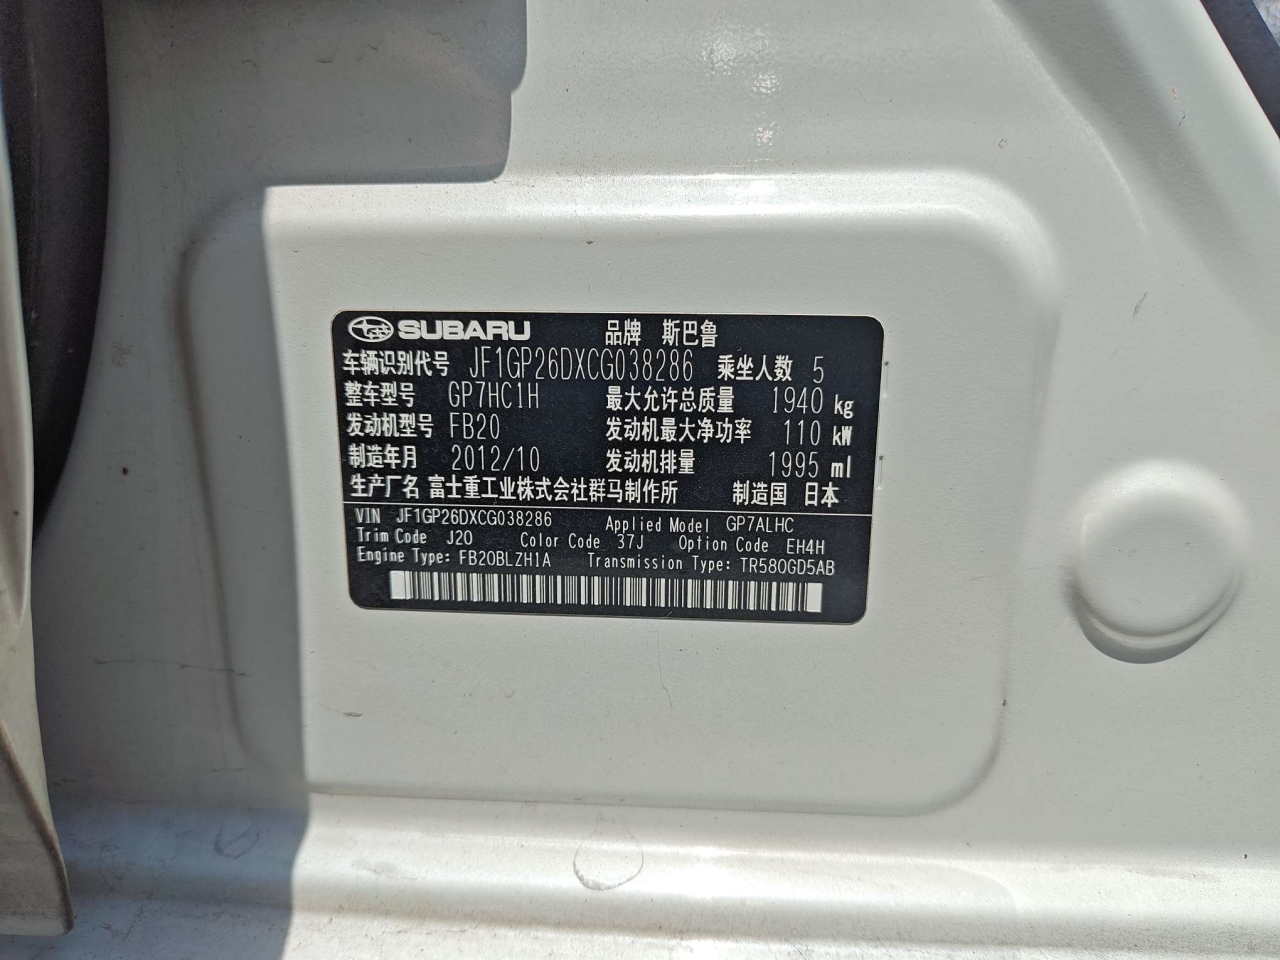 SUBARU 品牌 斯巴鲁
车辆识别代号 JF1GP26DXCG038286 乘坐人数 5
整车型号 GP7HC1H 最大允许总质量 1940 kg
发动机型号 FB20 发动机最大净功率 110 kW
制造年月 2012/10 发动机排量 1995 ml
生产厂名 富士重工业株式会社群马制作所 制造国 日本
VIN JF1GP26DXCG038286 Applied Model GP7ALHC
Trim Code J20 Color Code 37J Option Code EH4H
Engine Type: FB20BLZH1A Transmission Type: TR580GD5AB